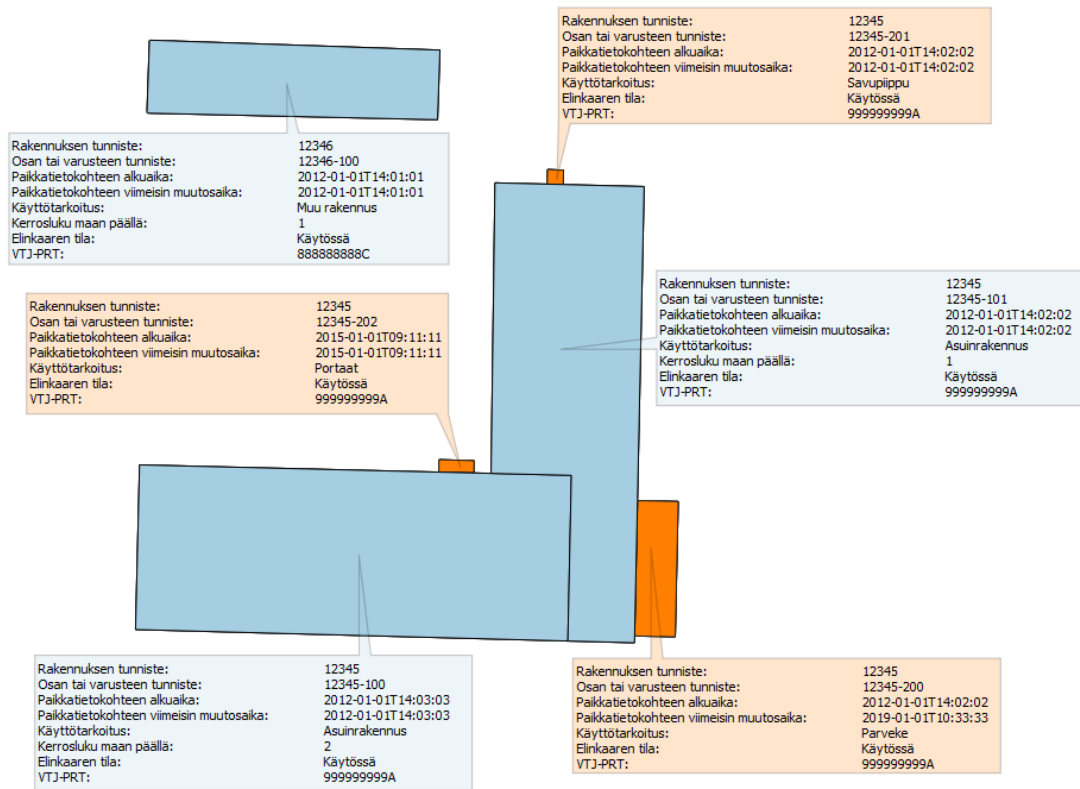 Rakennuksen tunniste: 12345
Osan tai varusteen tunniste: 12345-201
Paikkatietokohteen alkuaika: 2012-01-01T14:02:02
Paikkatietokohteen viimeisin muutosaika: 2012-01-01T14:02:02
Käyttötarkoitus: Savupiippu
Elinkaaren tila: Käytössä
VTJ-PRT: 999999999A
Rakennuksen tunniste: 12346
Osan tai varusteen tunniste: 12346-100
Paikkatietokohteen alkuaika: 2012-01-01T14:01:01
Paikkatietokohteen viimeisin muutosaika: 2012-01-01T14:01:01
Käyttötarkoitus: Muu rakennus
Kerrosluku maan päällä: 1
Elinkaaren tila: Käytössä
VTJ-PRT: 888888888C
Rakennuksen tunniste: 12345
Osan tai varusteen tunniste: 12345-101
Paikkatietokohteen alkuaika: 2012-01-01T14:02:02
Paikkatietokohteen viimeisin muutosaika: 2012-01-01T14:02:02
Käyttötarkoitus: Asuinrakennus
Kerrosluku maan päällä: 1
Elinkaaren tila: Käytössä
VTJ-PRT: 999999999A
Rakennuksen tunniste: 12345
Osan tai varusteen tunniste: 12345-202
Paikkatietokohteen alkuaika: 2015-01-01T09:11:11
Paikkatietokohteen viimeisin muutosaika: 2015-01-01T09:11:11
Käyttötarkoitus: Portaat
Elinkaaren tila: Käytössä
VTJ-PRT: 999999999A
Rakennuksen tunniste: 12345
Osan tai varusteen tunniste: 12345-100
Paikkatietokohteen alkuaika: 2012-01-01T14:03:03
Paikkatietokohteen viimeisin muutosaika: 2012-01-01T14:03:03
Käyttötarkoitus: Asuinrakennus
Kerrosluku maan päällä: 2
Elinkaaren tila: Käytössä
VTJ-PRT: 999999999A
Rakennuksen tunniste: 12345
Osan tai varusteen tunniste: 12345-200
Paikkatietokohteen alkuaika: 2012-01-01T14:02:02
Paikkatietokohteen viimeisin muutosaika: 2019-01-01T10:33:33
Käyttötarkoitus: Parveke
Elinkaaren tila: Käytössä
VTJ-PRT: 999999999A